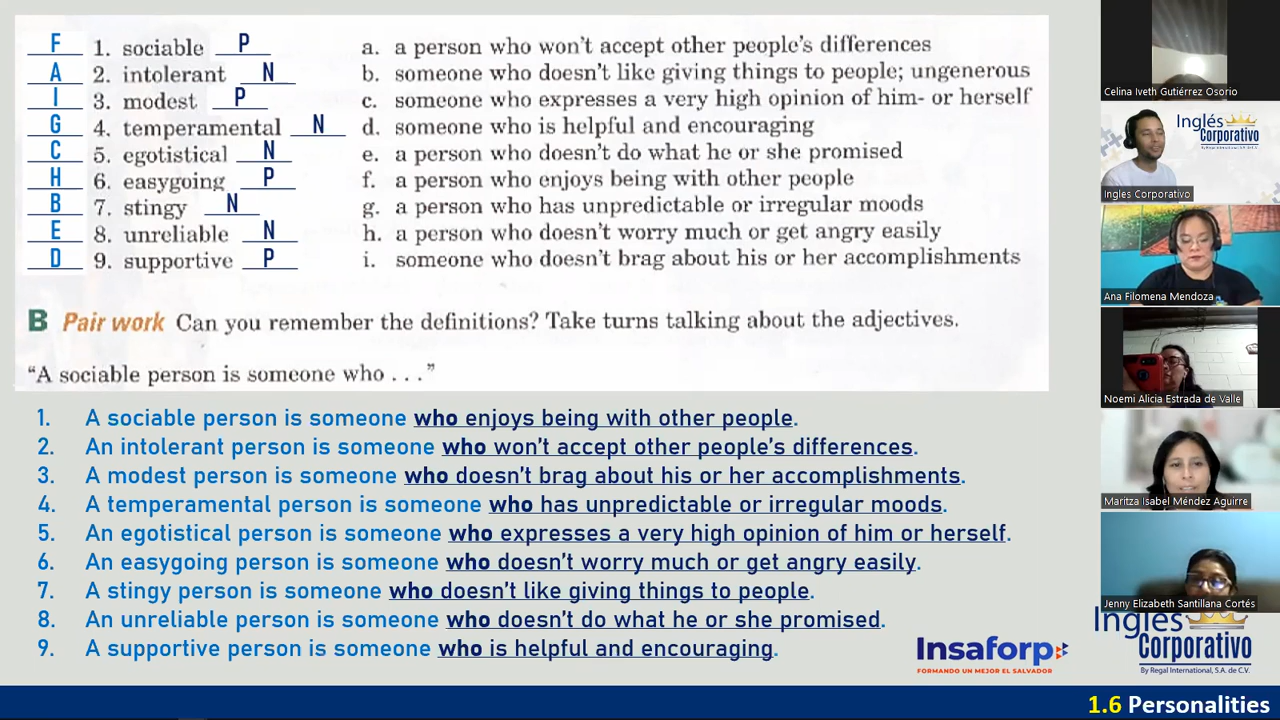 F 1. sociable P a. a person who won't accept other people's differences
A 2. intolerant N b. someone who doesn't like giving things to people; ungenerous
I 3. modest P c. someone who expresses a very high opinion of him- or herself
G 4. temperamental N d. someone who is helpful and encouraging
C 5. egotistical N e. a person who doesn't do what he or she promised
H 6. easygoing P f. a person who enjoys being with other people
B 7. stingy N g. a person who has unpredictable or irregular moods
E 8. unreliable N h. a person who doesn't worry much or get angry easily
D 9. supportive P i. someone who doesn't brag about his or her accomplishments
B Pair work Can you remember the definitions? Take turns talking about the adjectives.
"A sociable person is someone who . . ."
1. A sociable person is someone who enjoys being with other people.
2. An intolerant person is someone who won't accept other people's differences.
3. A modest person is someone who doesn't brag about his or her accomplishments.
4. A temperamental person is someone who has unpredictable or irregular moods.
5. An egotistical person is someone who expresses a very high opinion of him or herself.
6. An easygoing person is someone who doesn't worry much or get angry easily.
7. A stingy person is someone who doesn't like giving things to people.
8. An unreliable person is someone who doesn't do what he or she promised.
9. A supportive person is someone who is helpful and encouraging.
Insaforp
FORMANDO UN MEJOR EL SALVADOR
1.6 Personalities
Celina Iveth Gutiérrez Osorio
Inglés
Corporativo
By Regal International, S.A. de C.V.
Ingles Corporativo
Ana Filomena Mendoza
Noemi Alicia Estrada de Valle
Maritza Isabel Méndez Aguirre
Jenny Elizabeth Santillana Cortés
Inglés
Corporativo
By Regal International, S.A. de C.V.